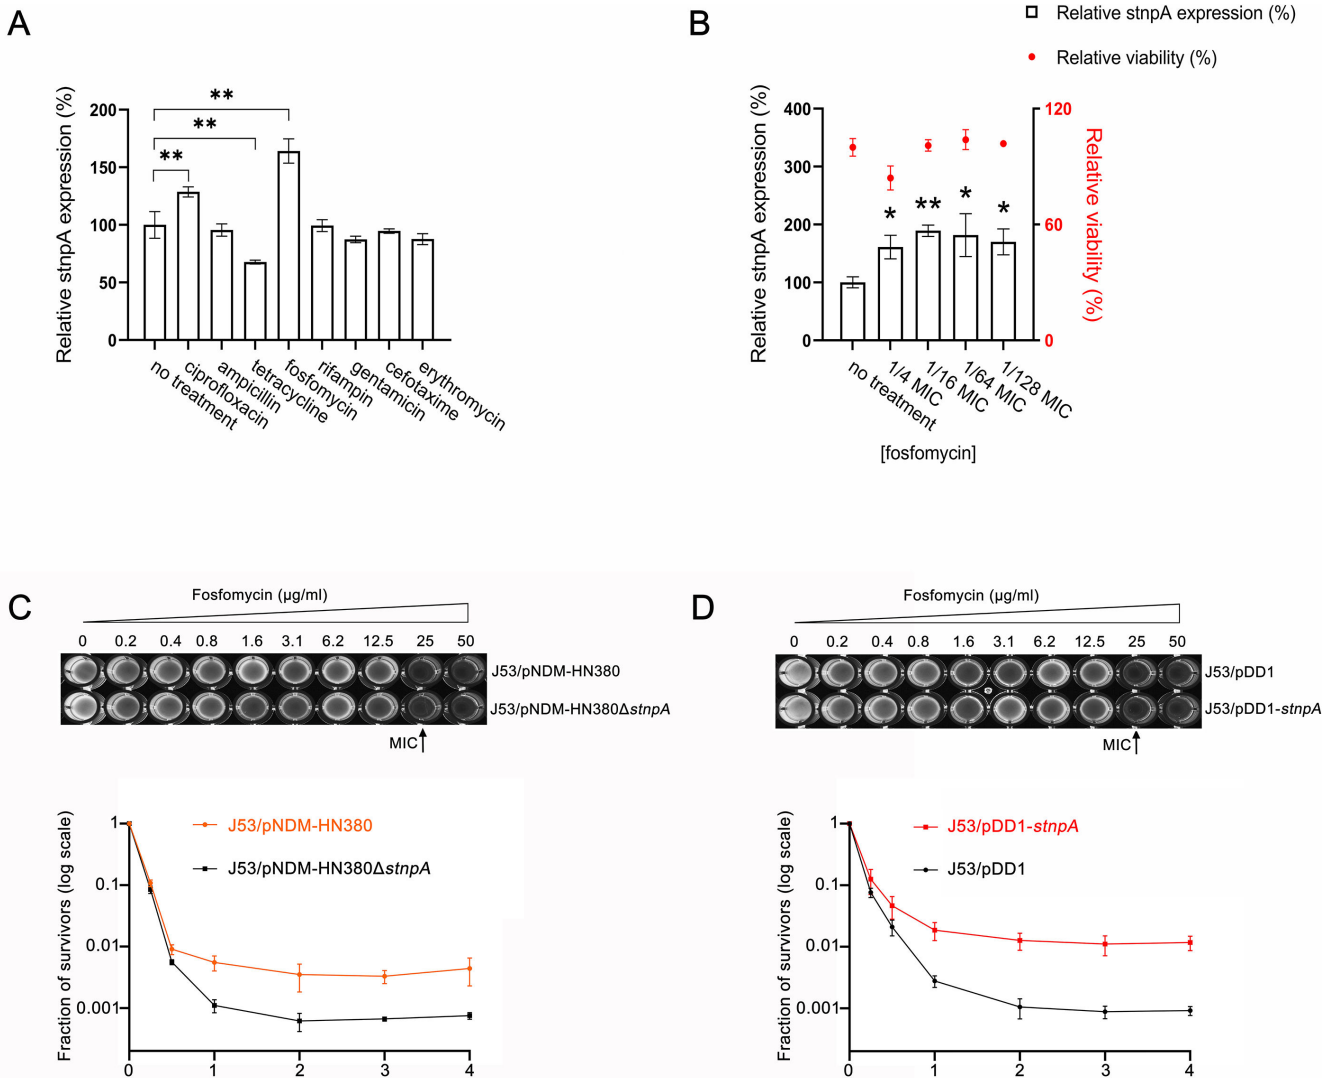 A
Relative stnpA expression (%)
200
150
100
50
0
**
**
**
no treatment
ciprofloxacin
ampicillin
tetracycline
fosfomycin
rifampin
gentamicin
cefotaxime
erythromycin
B
Relative stnpA expression (%)
Relative viability (%)
Relative stnpA expression (%)
400
300
200
100
0
*
**
*
*
120
60
0
Relative viability (%)
no treatment
1/4 MIC
1/16 MIC
1/64 MIC
1/128 MIC
[fosfomycin]
C
Fosfomycin (μg/ml)
0 0.2 0.4 0.8 1.6 3.1 6.2 12.5 25 50
J53/pNDM-HN380
J53/pNDM-HN380ΔstnpA
MIC
Fraction of survivors (log scale)
1
0.1
0.01
0.001
J53/pNDM-HN380
J53/pNDM-HN380ΔstnpA
0 1 2 3 4
D
Fosfomycin (μg/ml)
0 0.2 0.4 0.8 1.6 3.1 6.2 12.5 25 50
J53/pDD1
J53/pDD1-stnpA
MIC
Fraction of survivors (log scale)
1
0.1
0.01
0.001
J53/pDD1-stnpA
J53/pDD1
0 1 2 3 4